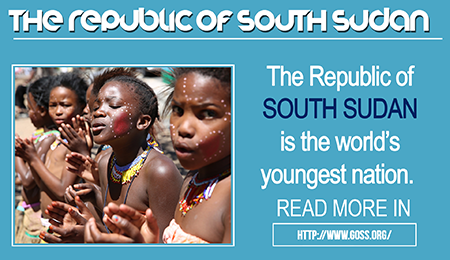 The Republic of South Sudan
The Republic of
SOUTH SUDAN
is the world's
youngest nation.
READ MORE IN
HTTP://WWW.GOSS.ORG/